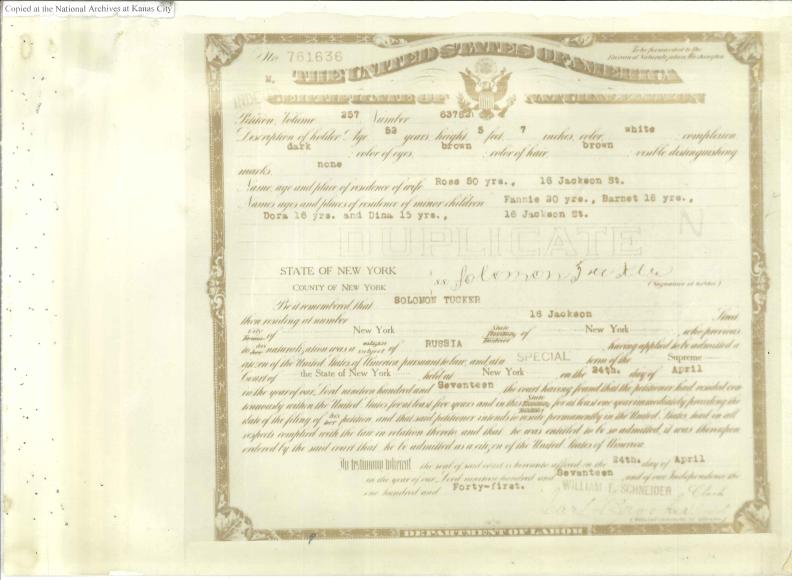 Copied at the National Archives at Kanas City
No. 761636
To be forwarded to the
Bureau of Naturalization, Washington
THE UNITED STATES OF AMERICA
CERTIFICATE OF NATURALIZATION
Petition, Volume 257 Number 63782
Description of holder: Age, 52 years; height, 5 feet, 7 inches; color, white ; complexion,
dark ; color of eyes, brown ; color of hair, brown ; visible distinguishing
marks, none
Name, age and place of residence of wife Rose 50 yrs., 16 Jackson St.
Names, ages and places of residence of minor children Fannie 20 yrs., Barnet 18 yrs.,
Dora 16 yrs. and Dina 15 yrs., 16 Jackson St.
DUPLICATE
N
STATE OF NEW YORK
COUNTY OF NEW YORK
ss. Solomon Tucker
(Signature of holder)
Be it remembered, that SOLOMON TUCKER
then residing at number 16 Jackson Street
city town of New York State Territory District of New York, who previous
to his her naturalization was a citizen subject of RUSSIA , having applied to be admitted a
citizen of the United States of America pursuant to law, and at a SPECIAL term of the Supreme
Court of the State of New York held at New York on the 24th. day of April
in the year of our Lord nineteen hundred and Seventeen the court having found that the petitioner had resided con-
tinuously within the United States for at least five years and in this State Territory District for at least one year immediately preceding the
date of the filing of his her petition, and that said petitioner intends to reside permanently in the United States, had in all
respects complied with the law in relation thereto, and that he was entitled to be so admitted, it was thereupon
ordered by the said court that he be admitted as a citizen of the United States of America.
In testimony whereof the seal of said court is hereunto affixed on the 24th. day of April
in the year of our Lord nineteen hundred and Seventeen and of our Independence the
one hundred and Forty-first. WILLIAM F. SCHNEIDER Clerk
DEPARTMENT OF LABOR